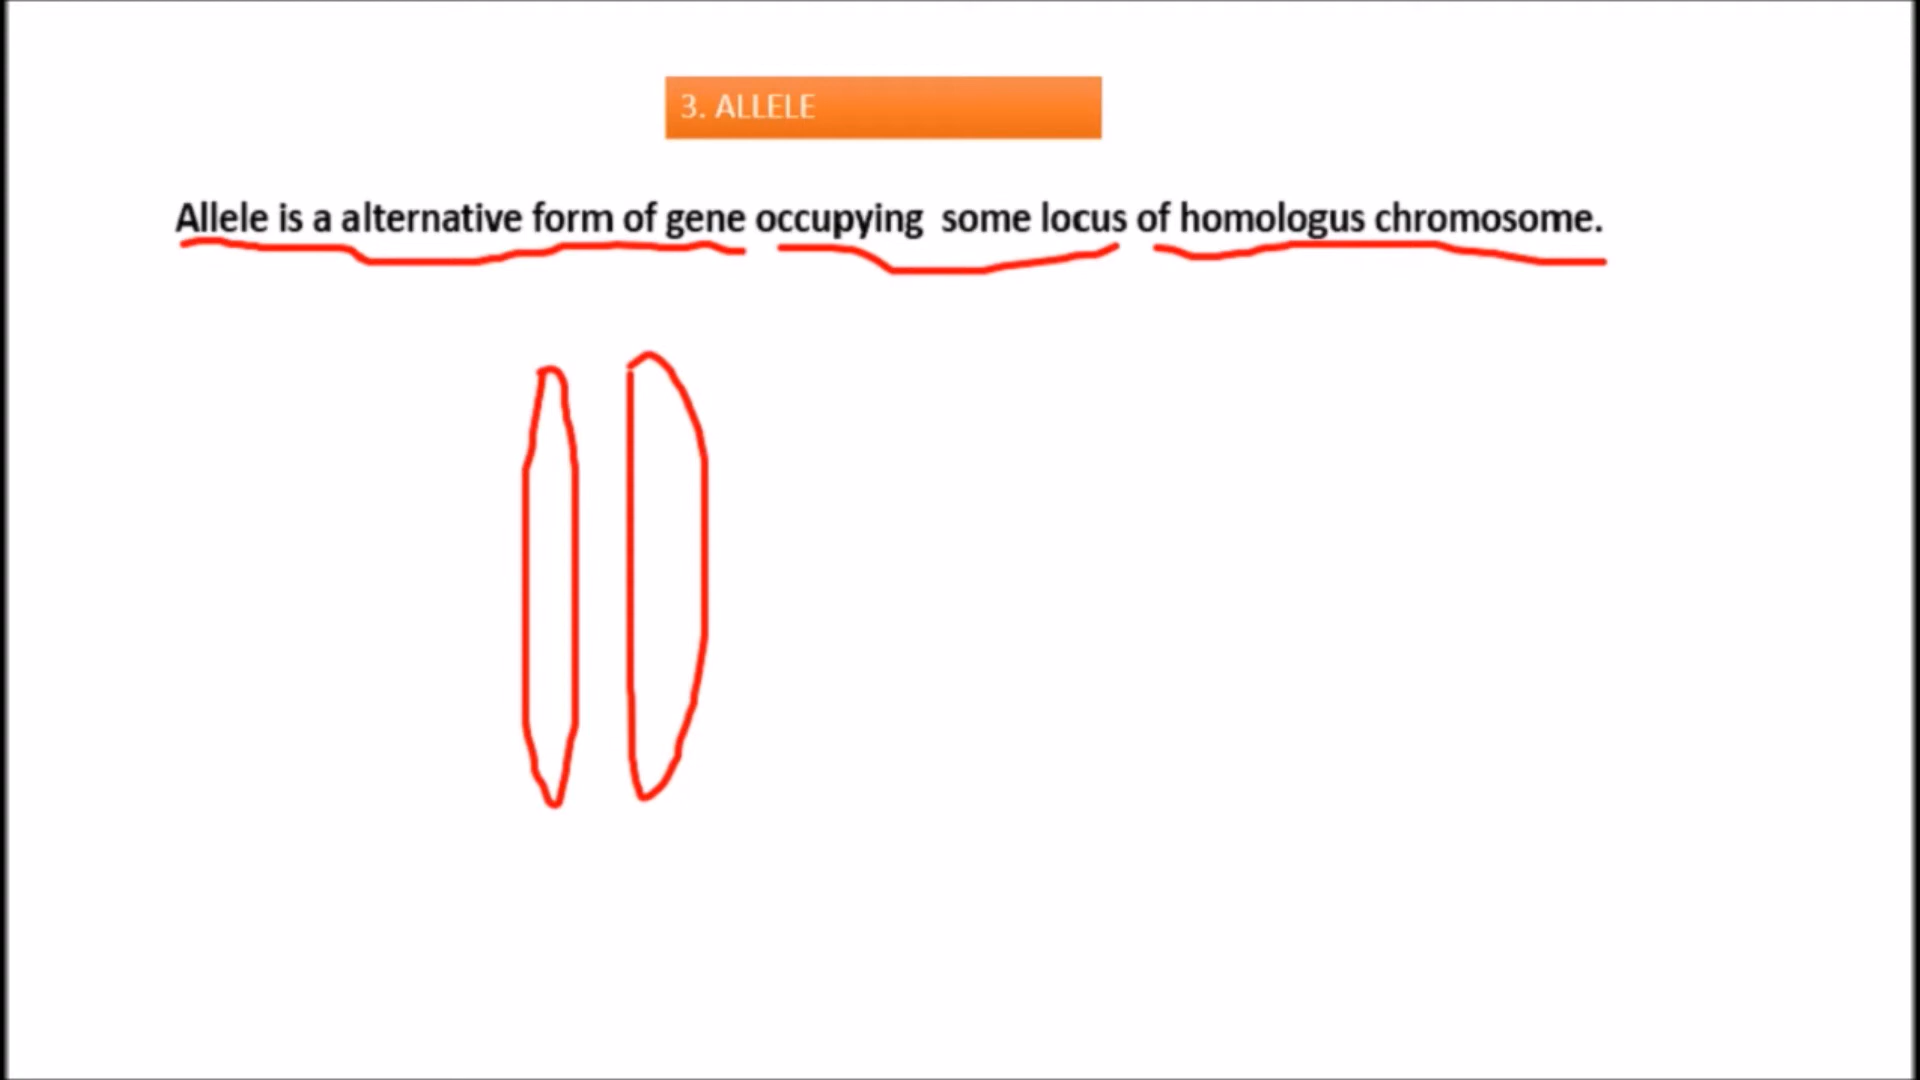 3. ALLELE
Allele is a alternative form of gene occupying some locus of homologus chromosome.